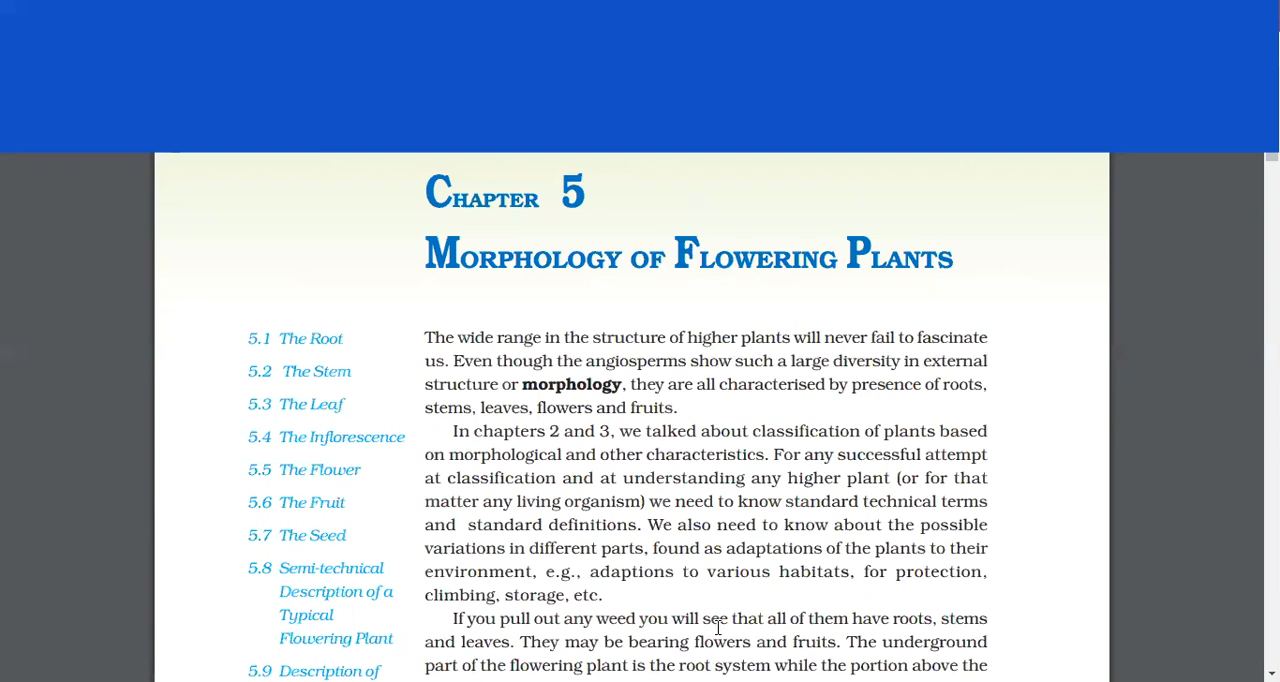 CHAPTER 5
MORPHOLOGY OF FLOWERING PLANTS
5.1 The Root
5.2 The Stem
5.3 The Leaf
5.4 The Inflorescence
5.5 The Flower
5.6 The Fruit
5.7 The Seed
5.8 Semi-technical
Description of a
Typical
Flowering Plant
5.9 Description of
The wide range in the structure of higher plants will never fail to fascinate
us. Even though the angiosperms show such a large diversity in external
structure or morphology, they are all characterised by presence of roots,
stems, leaves, flowers and fruits.
In chapters 2 and 3, we talked about classification of plants based
on morphological and other characteristics. For any successful attempt
at classification and at understanding any higher plant (or for that
matter any living organism) we need to know standard technical terms
and standard definitions. We also need to know about the possible
variations in different parts, found as adaptations of the plants to their
environment, e.g., adaptions to various habitats, for protection,
climbing, storage, etc.
If you pull out any weed you will see that all of them have roots, stems
and leaves. They may be bearing flowers and fruits. The underground
part of the flowering plant is the root system while the portion above the